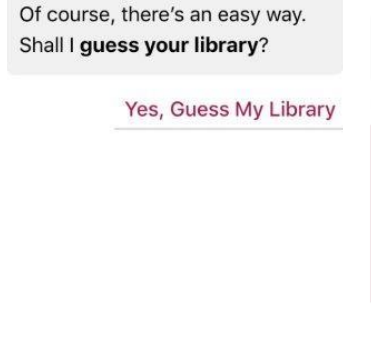 Of course, there’s an easy way.
Shall I guess your library?
Yes, Guess My Library